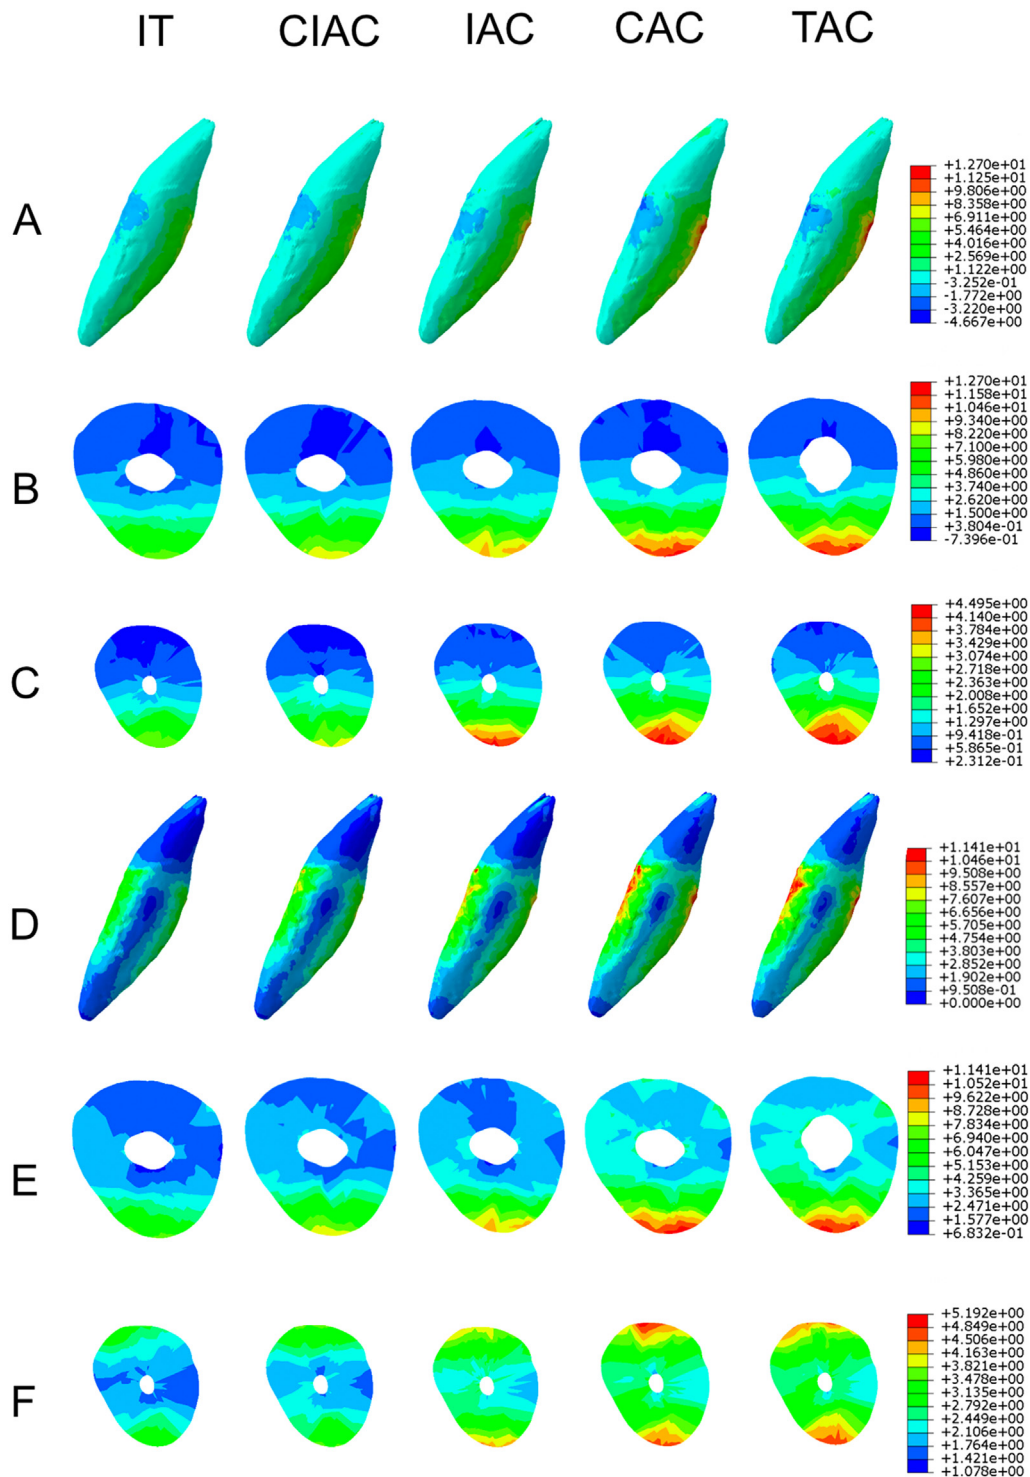 IT CIAC IAC CAC TAC
A
+1.270e+01
+1.125e+01
+9.806e+00
+8.358e+00
+6.911e+00
+5.464e+00
+4.016e+00
+2.569e+00
+1.122e+00
-3.252e-01
-1.772e+00
-3.220e+00
-4.667e+00
B
+1.270e+01
+1.158e+01
+1.046e+01
+9.340e+00
+8.220e+00
+7.100e+00
+5.980e+00
+4.860e+00
+3.740e+00
+2.620e+00
+1.500e+00
+3.804e-01
-7.396e-01
C
+4.495e+00
+4.140e+00
+3.784e+00
+3.429e+00
+3.074e+00
+2.718e+00
+2.363e+00
+2.008e+00
+1.652e+00
+1.297e+00
+9.418e-01
+5.865e-01
+2.312e-01
D
+1.141e+01
+1.046e+01
+9.508e+00
+8.557e+00
+7.607e+00
+6.656e+00
+5.705e+00
+4.754e+00
+3.803e+00
+2.852e+00
+1.902e+00
+9.508e-01
+0.000e+00
E
+1.141e+01
+1.052e+01
+9.622e+00
+8.728e+00
+7.834e+00
+6.940e+00
+6.047e+00
+5.153e+00
+4.259e+00
+3.365e+00
+2.471e+00
+1.577e+00
+6.832e-01
F
+5.192e+00
+4.849e+00
+4.506e+00
+4.163e+00
+3.821e+00
+3.478e+00
+3.135e+00
+2.792e+00
+2.449e+00
+2.106e+00
+1.764e+00
+1.421e+00
+1.078e+00